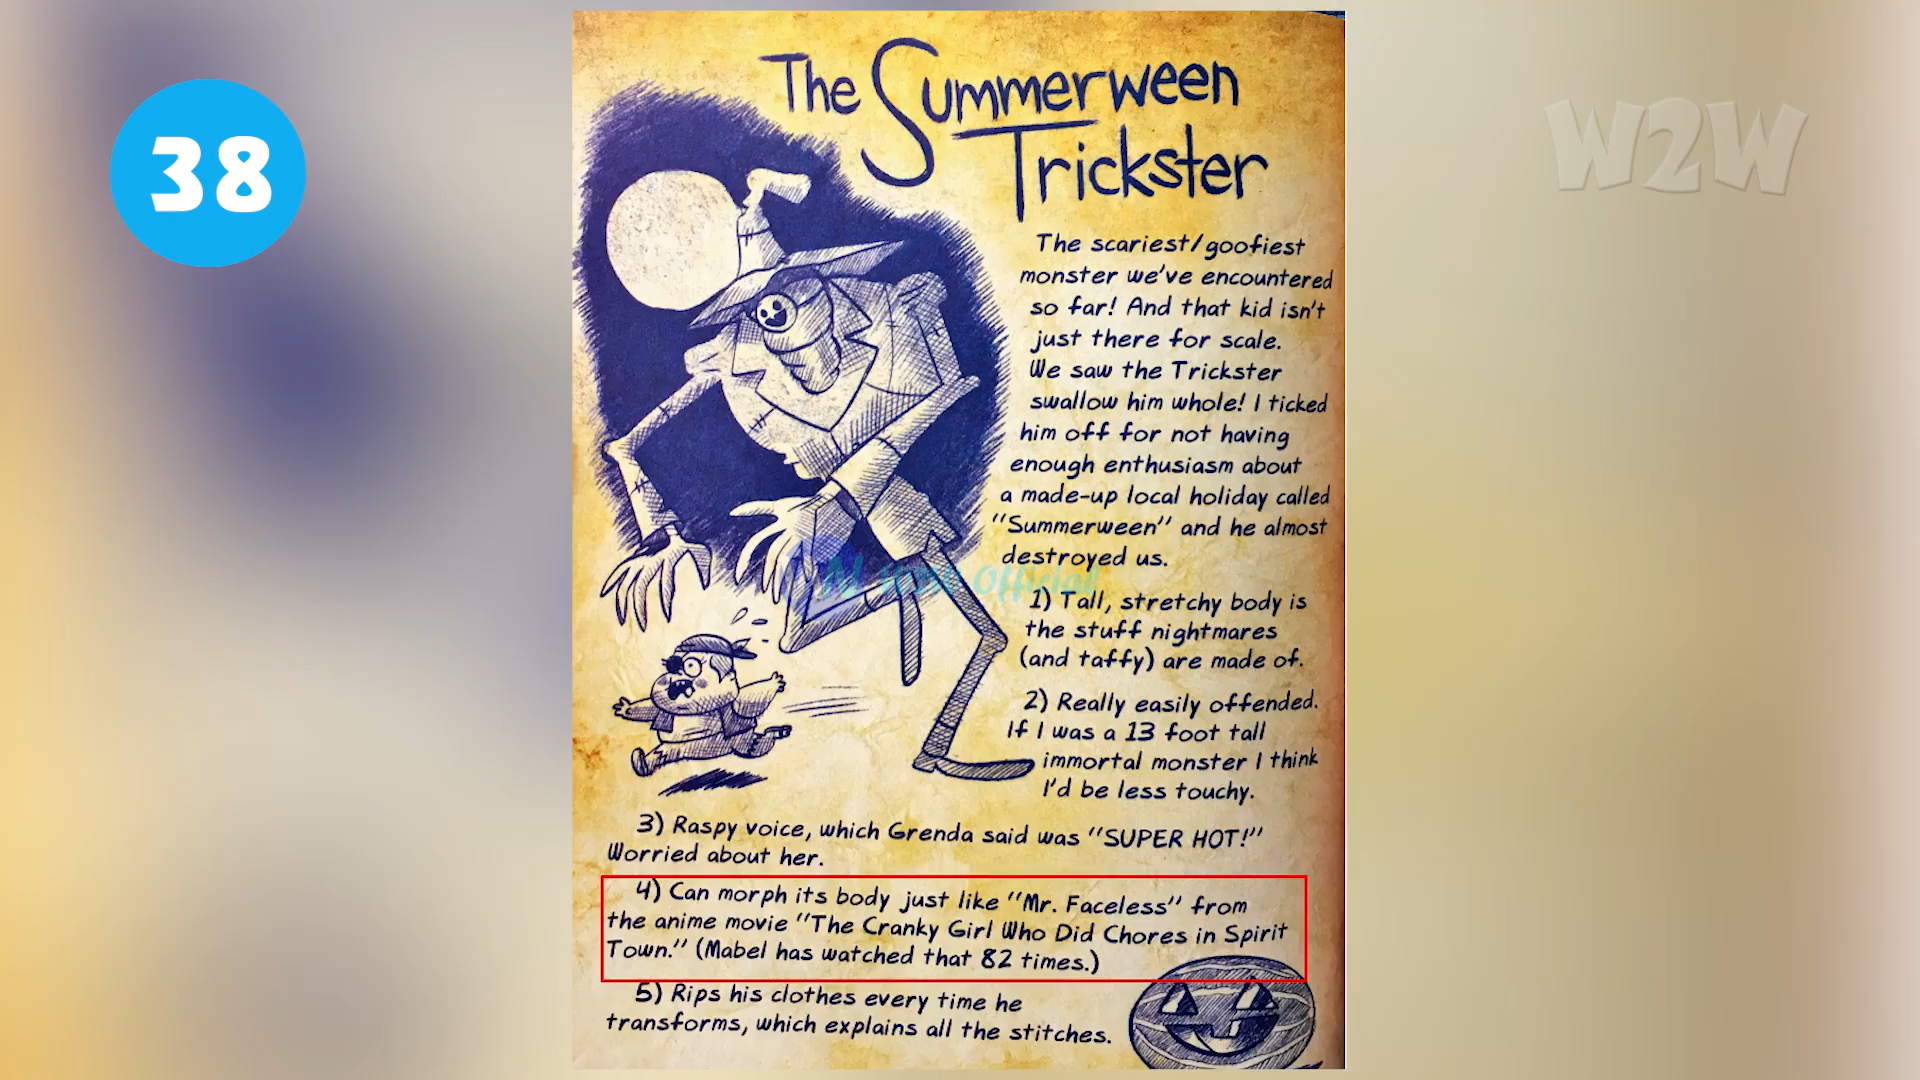 38
W2W
The Summerween
Trickster
The scariest/goofiest
monster we've encountered
so far! And that kid isn't
just there for scale.
We saw the Trickster
swallow him whole! I ticked
him off for not having
enough enthusiasm about
a made-up local holiday called
"Summerween" and he almost
destroyed us.
1) Tall, stretchy body is
the stuff nightmares
(and taffy) are made of.
2) Really easily offended.
If I was a 13 foot tall
immortal monster I think
I'd be less touchy.
3) Raspy voice, which Grenda said was "SUPER HOT!"
Worried about her.
4) Can morph its body just like "Mr. Faceless" from
the anime movie "The Cranky Girl Who Did Chores in Spirit
Town." (Mabel has watched that 82 times.)
5) Rips his clothes every time he
transforms, which explains all the stitches.